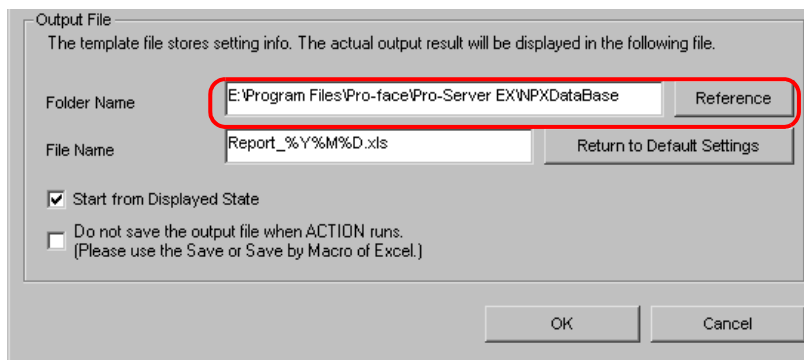 Output File
The template file stores setting info. The actual output result will be displayed in the following file.
Folder Name
E:\Program Files\Pro-face\Pro-Server EX\NPXDataBase
Reference
File Name
Report_%Y%M%D.xls
Return to Default Settings
Start from Displayed State
Do not save the output file when ACTION runs.
(Please use the Save or Save by Macro of Excel.)
OK
Cancel